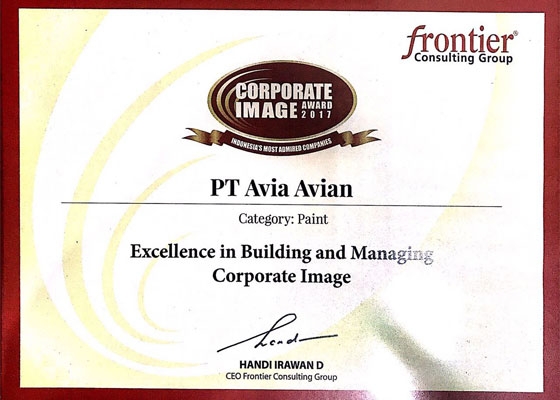 frontier®
Consulting Group
CORPORATE
IMAGE AWARD
2017
INDONESIA'S MOST ADMIRED COMPANIES
PT Avia Avian
Category: Paint
Excellence in Building and Managing
Corporate Image
HANDI IRAWAN D
CEO Frontier Consulting Group